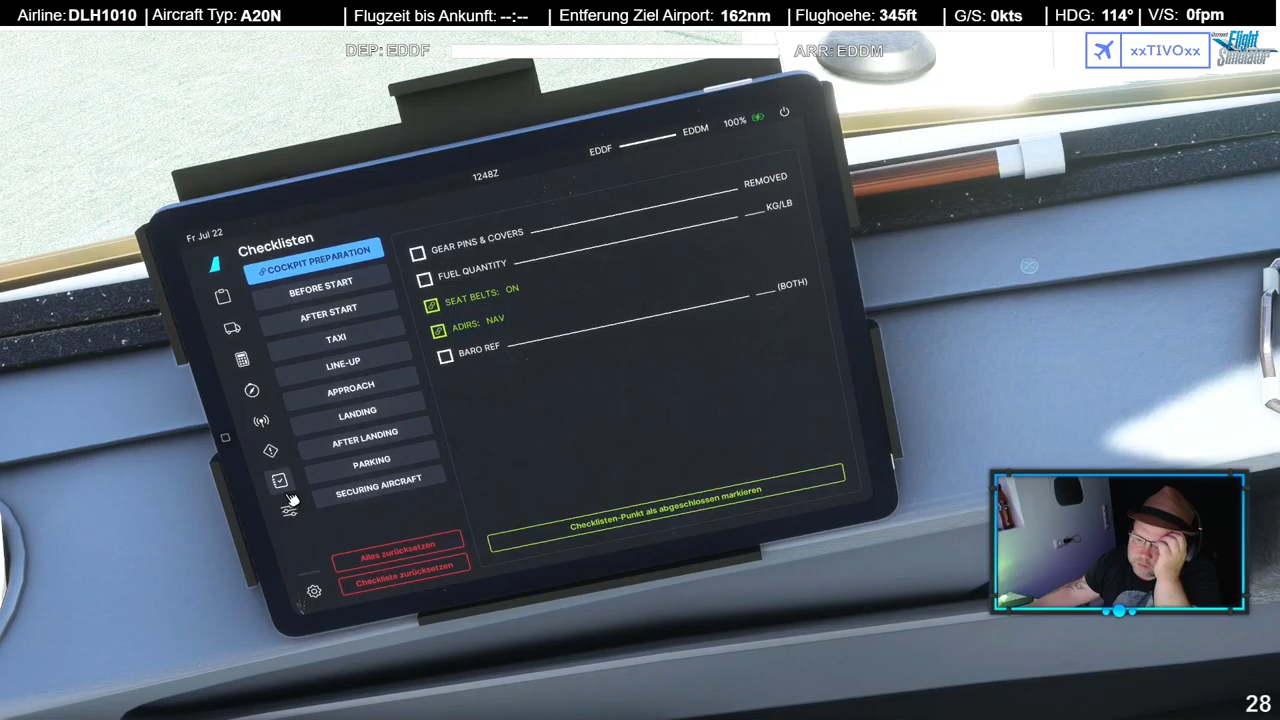 Airline: DLH1010 | Aircraft Typ: A20N | Flugzeit bis Ankunft: --:-- | Entferung Ziel Airport: 162nm | Flughoehe: 345ft | G/S: 0kts | HDG: 114° | V/S: 0fpm
DEP: EDDF ARR: EDDM
xxTIVOxx
Flight Simulator
EDDF EDDM 100%
1248Z
Fr Jul 22
Checklisten
COCKPIT PREPARATION
BEFORE START
AFTER START
TAXI
LINE-UP
APPROACH
LANDING
AFTER LANDING
PARKING
SECURING AIRCRAFT
GEAR PINS & COVERS REMOVED
FUEL QUANTITY ___ KG/LB
SEAT BELTS: ON
ADIRS: NAV
BARO REF ___ (BOTH)
Checklisten-Punkt als abgeschlossen markieren
Alles zurücksetzen
Checkliste zurücksetzen
28